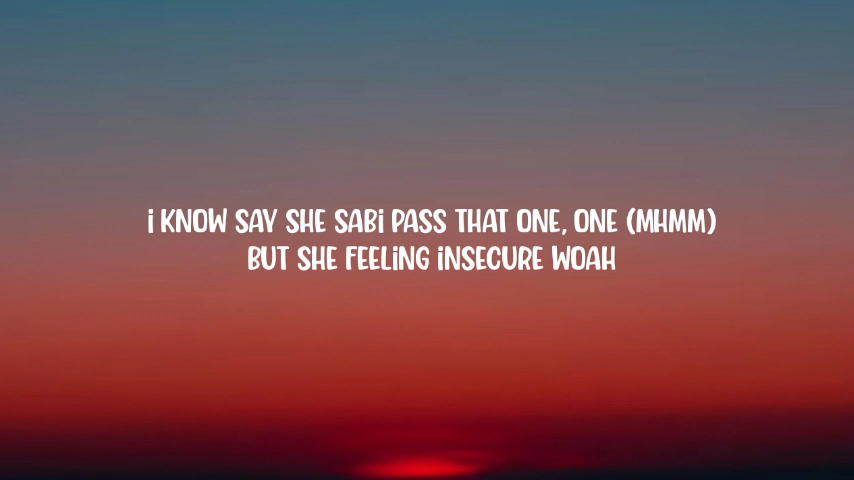 I KNOW SAY SHE SABI PASS THAT ONE, ONE (MHMM)
BUT SHE FEELING INSECURE WOAH